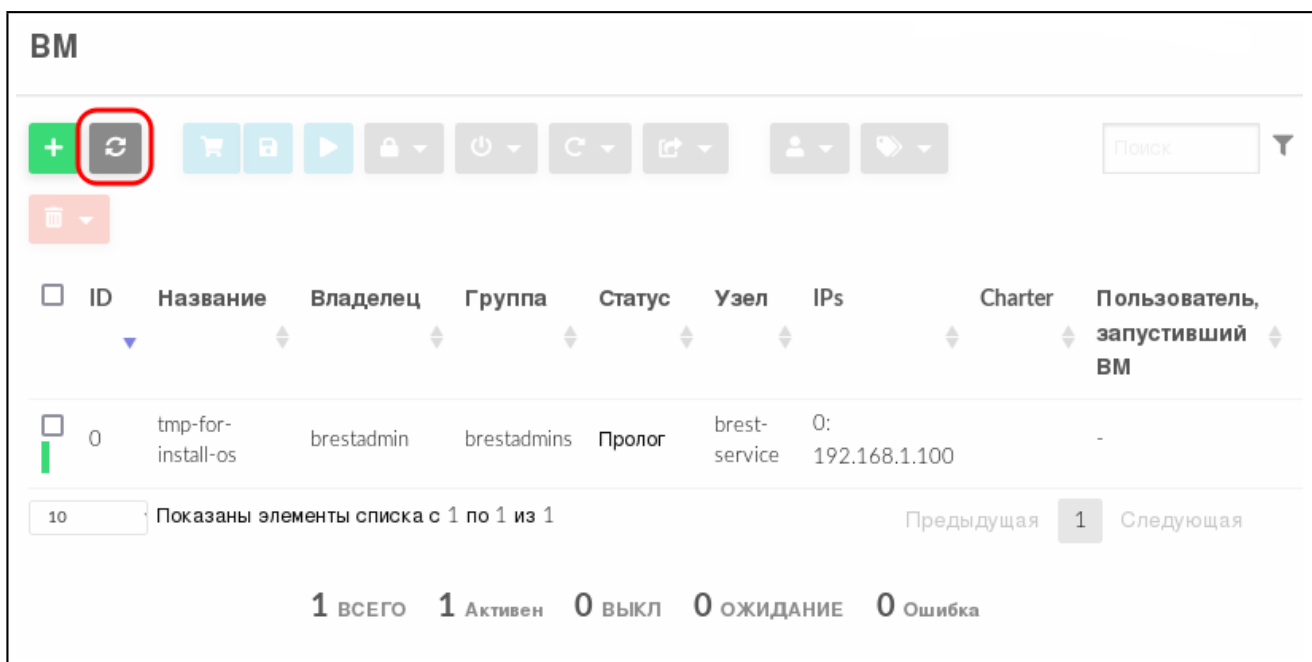 ВМ
Поиск
ID Название Владелец Группа Статус Узел IPs Charter Пользователь,
запустивший
ВМ
0 tmp-for-install-os brestadmin brestadmins Пролог brest-service 0: 192.168.1.100 -
10 Показаны элементы списка с 1 по 1 из 1 Предыдущая 1 Следующая
1 ВСЕГО 1 Активен 0 ВЫКЛ 0 ОЖИДАНИЕ 0 Ошибка